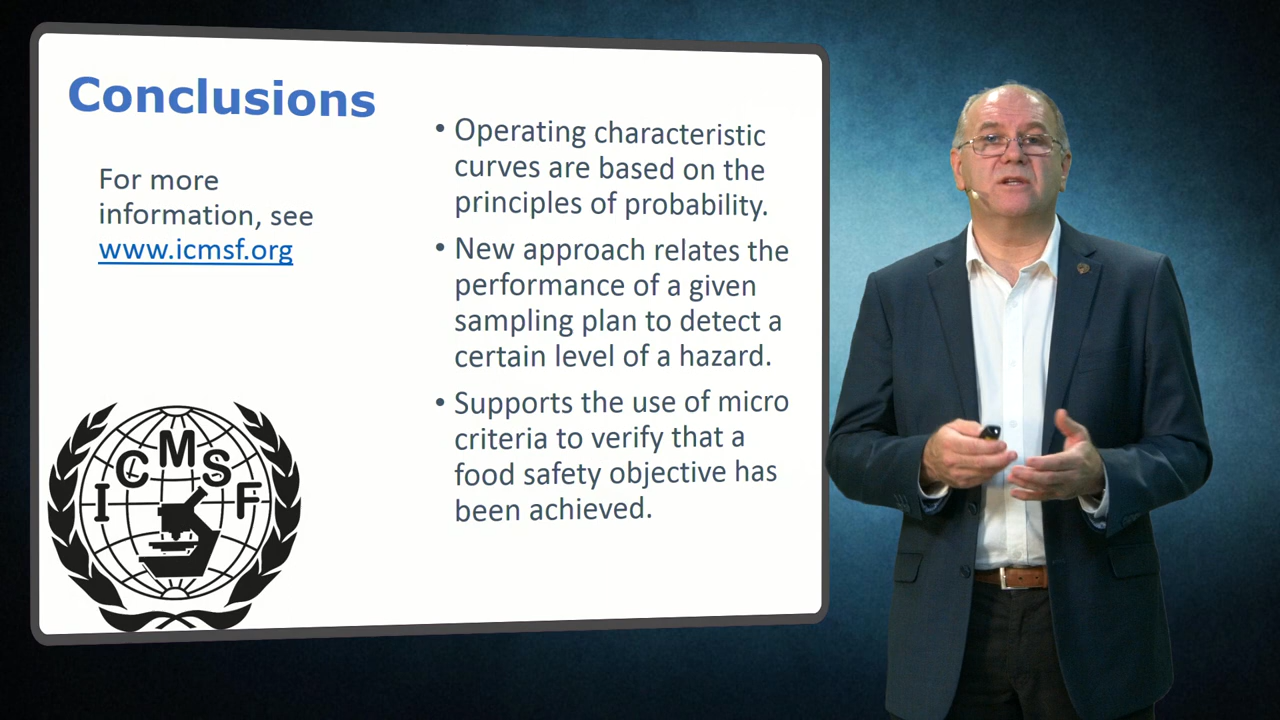 Conclusions
For more
information, see
www.icmsf.org
• Operating characteristic
curves are based on the
principles of probability.
• New approach relates the
performance of a given
sampling plan to detect a
certain level of a hazard.
• Supports the use of micro
criteria to verify that a
food safety objective has
been achieved.
ICMSF